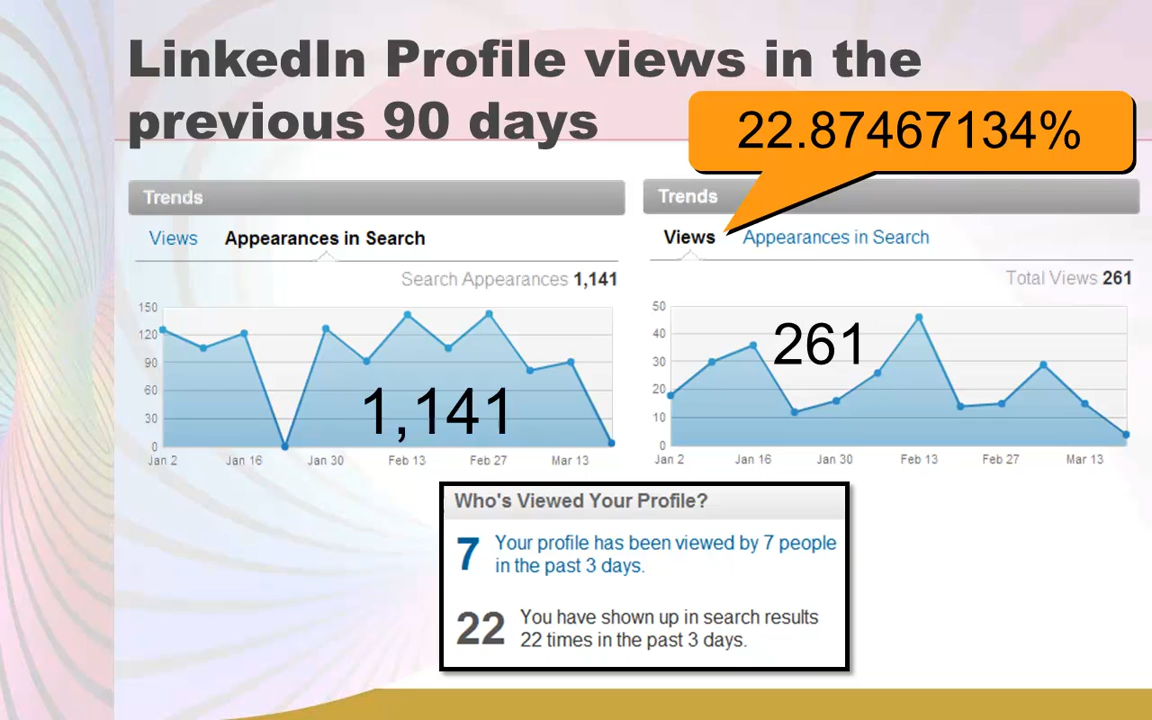 LinkedIn Profile views in the
previous 90 days
22.87467134%
Trends
Views Appearances in Search
Search Appearances 1,141
150
120
90
60
30
0
1,141
Jan 2 Jan 16 Jan 30 Feb 13 Feb 27 Mar 13
Trends
Views Appearances in Search
Total Views 261
50
40
30
20
10
0
261
Jan 2 Jan 16 Jan 30 Feb 13 Feb 27 Mar 13
Who's Viewed Your Profile?
7 Your profile has been viewed by 7 people
in the past 3 days.
22 You have shown up in search results
22 times in the past 3 days.